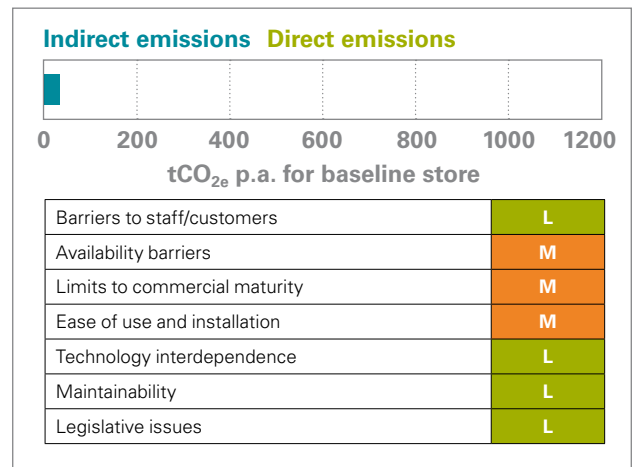 Indirect emissions Direct emissions
0 200 400 600 800 1000 1200
tCO2e p.a. for baseline store
Barriers to staff/customers L
Availability barriers M
Limits to commercial maturity M
Ease of use and installation M
Technology interdependence L
Maintainability L
Legislative issues L